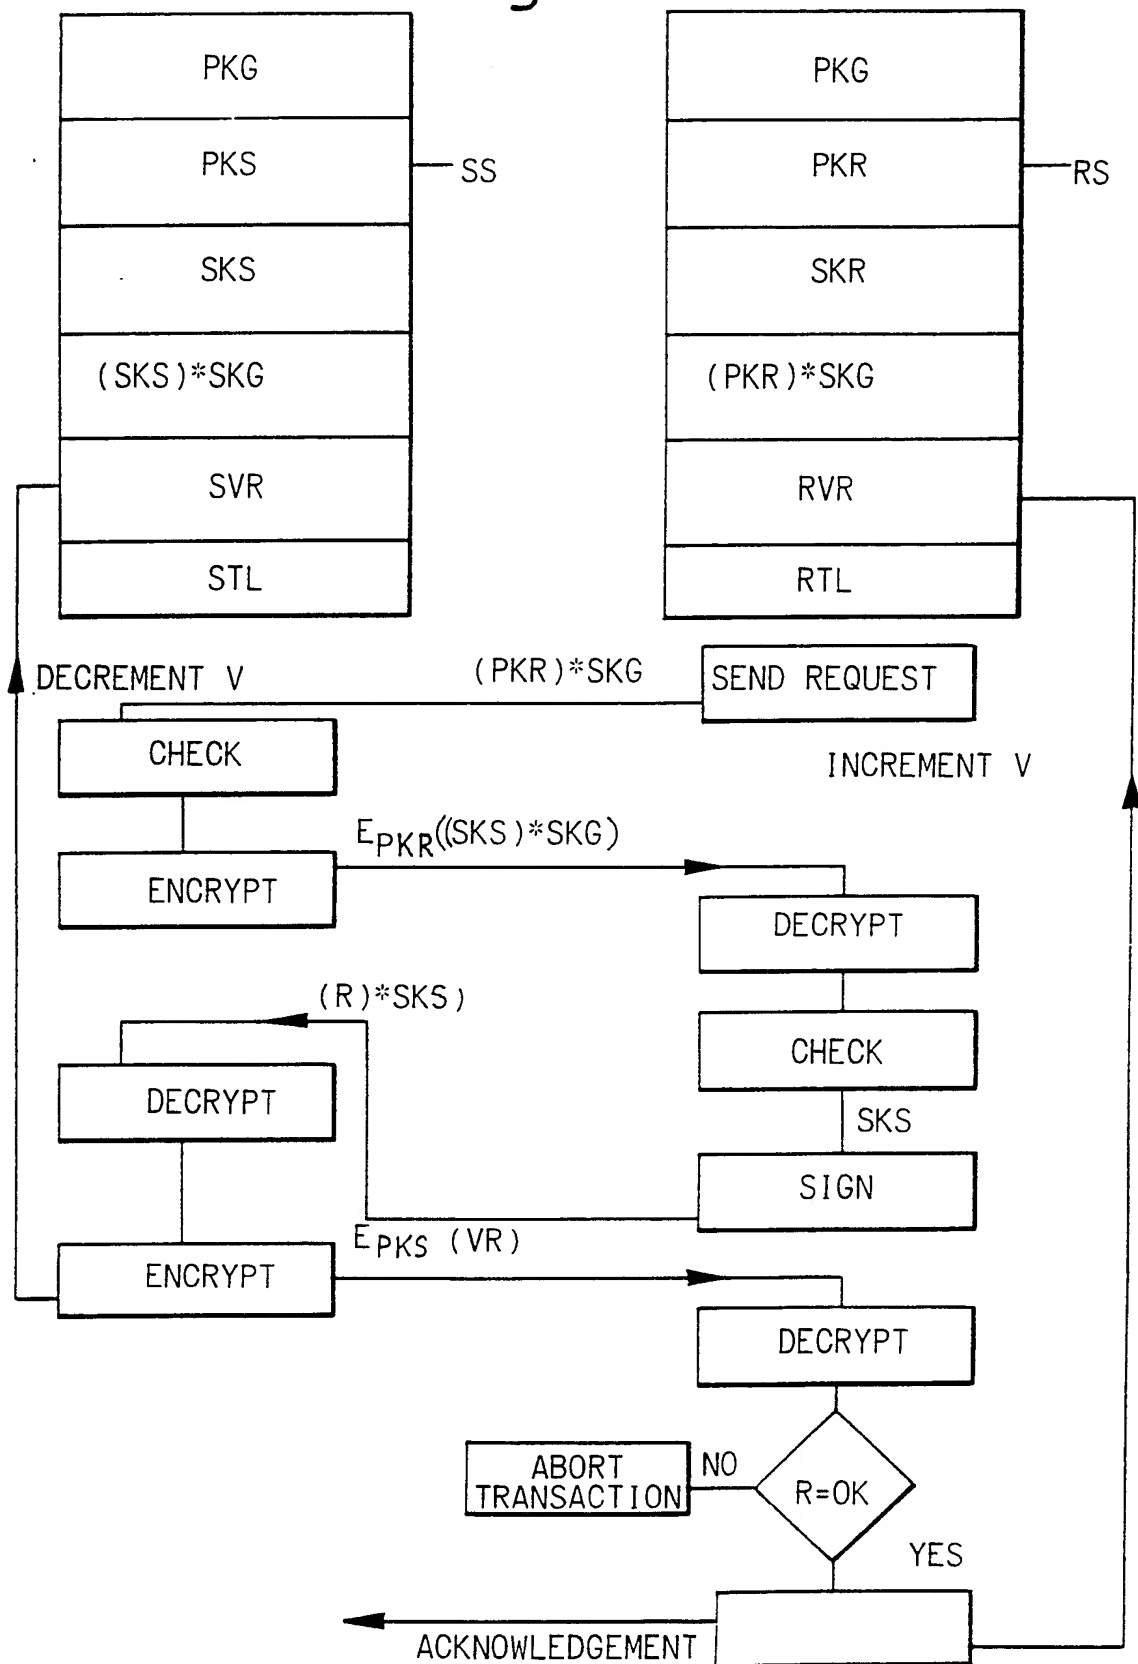 PKG
PKS
SS
SKS
(SKS)*SKG
SVR
STL
PKG
PKR
RS
SKR
(PKR)*SKG
RVR
RTL
DECREMENT V
(PKR)*SKG
SEND REQUEST
CHECK
INCREMENT V
EPKR((SKS)*SKG)
ENCRYPT
DECRYPT
(R)*SKS)
CHECK
DECRYPT
SKS
SIGN
EPKS (VR)
ENCRYPT
DECRYPT
ABORT
TRANSACTION
NO
R=OK
YES
ACKNOWLEDGEMENT